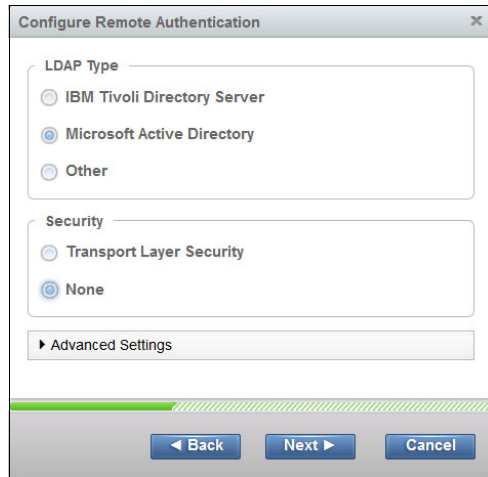 Configure Remote Authentication
LDAP Type
IBM Tivoli Directory Server
Microsoft Active Directory
Other
Security
Transport Layer Security
None
Advanced Settings
Back Next Cancel